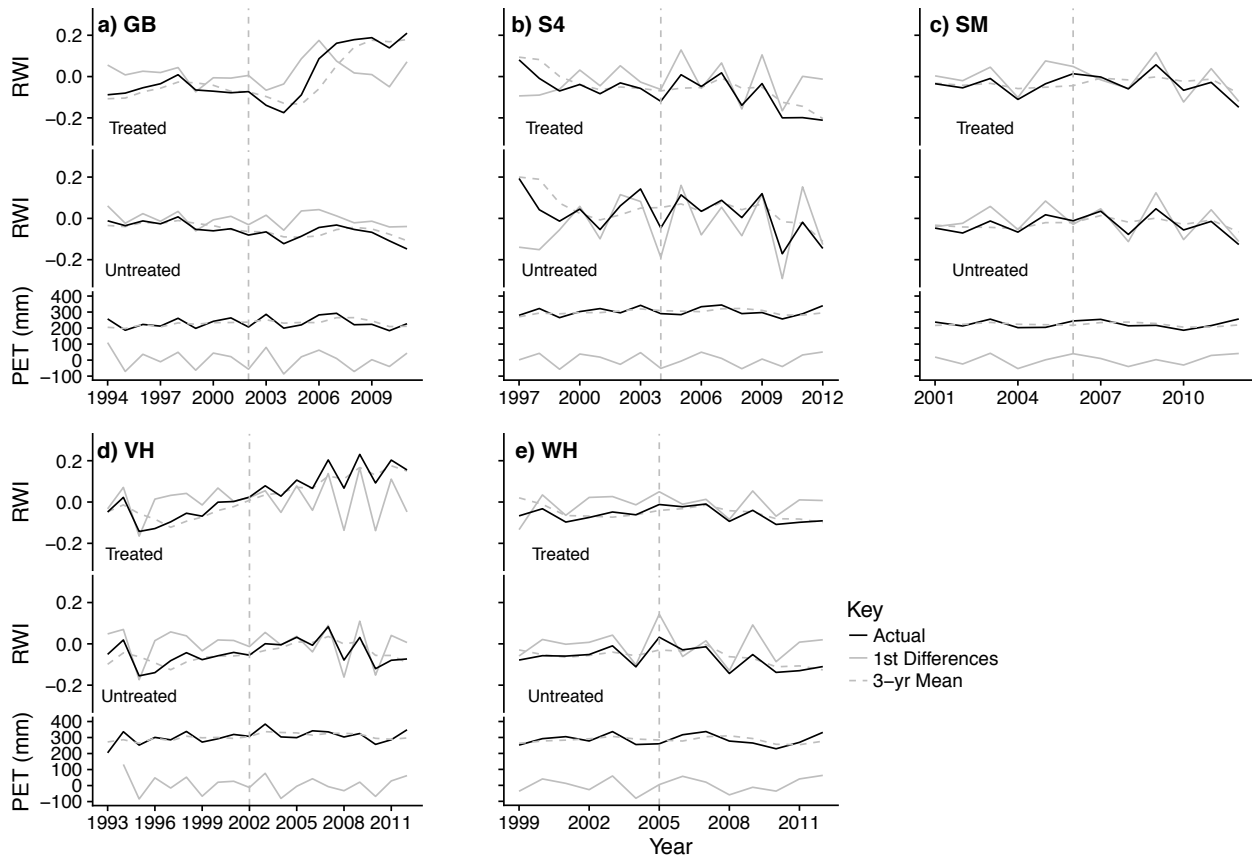 a) GB
RWI
0.2
0.0
−0.2
Treated
RWI
0.2
0.0
−0.2
Untreated
PET (mm)
400
300
200
100
0
−100
1994 1997 2000 2002 2003 2006 2009
b) S4
Treated
Untreated
1997 2000 2003 2004 2006 2009 2012
c) SM
Treated
Untreated
2001 2004 2006 2007 2010
d) VH
RWI
0.2
0.0
−0.2
Treated
RWI
0.2
0.0
−0.2
Untreated
PET (mm)
400
300
200
100
0
−100
1993 1996 1999 2002 2005 2008 2011
e) WH
Treated
Untreated
1999 2002 2005 2008 2011
Year
Key
Actual
1st Differences
3−yr Mean